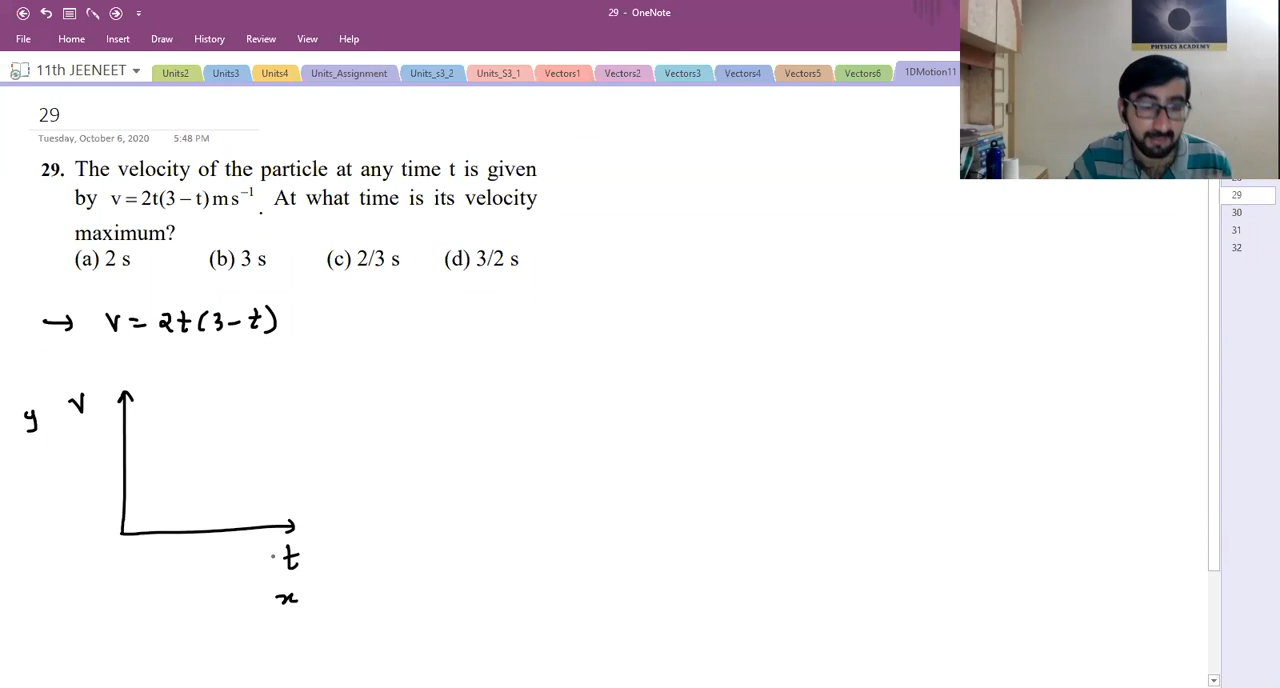 29 - OneNote
File Home Insert Draw History Review View Help
11th JEENEET Units2 Units3 Units4 Units_Assignment Units_s3_2 Units_S3_1 Vectors1 Vectors2 Vectors3 Vectors4 Vectors5 Vectors6 1DMotion11
PHYSICS ACADEMY
29
Tuesday, October 6, 2020 5:48 PM
29. The velocity of the particle at any time t is given
by v = 2t(3 − t) m s⁻¹. At what time is its velocity
maximum?
(a) 2 s (b) 3 s (c) 2/3 s (d) 3/2 s
→ v = 2t(3-t)
y v
t
x
29
30
31
32